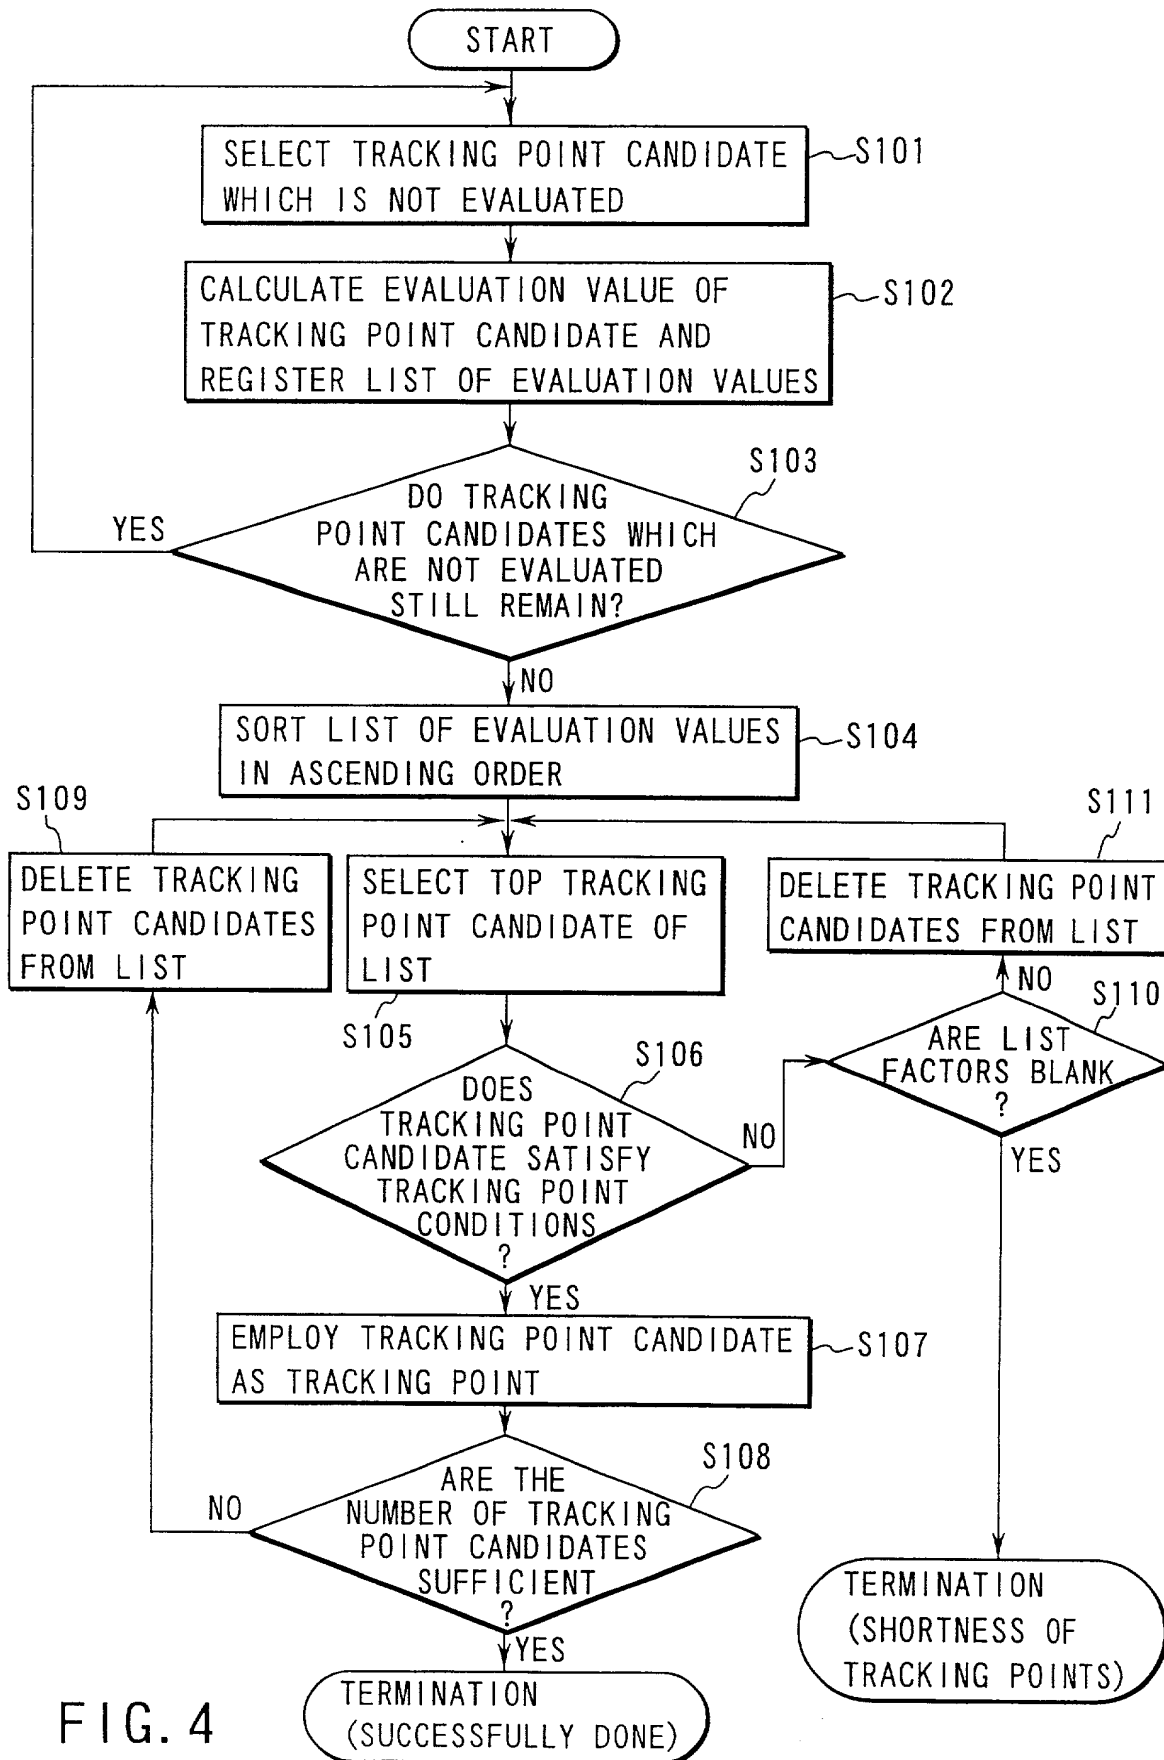 START
SELECT TRACKING POINT CANDIDATE
WHICH IS NOT EVALUATED
S101
CALCULATE EVALUATION VALUE OF
TRACKING POINT CANDIDATE AND
REGISTER LIST OF EVALUATION VALUES
S102
S103
DO TRACKING
POINT CANDIDATES WHICH
ARE NOT EVALUATED
STILL REMAIN?
YES
NO
SORT LIST OF EVALUATION VALUES
IN ASCENDING ORDER
S104
S109
DELETE TRACKING
POINT CANDIDATES
FROM LIST
SELECT TOP TRACKING
POINT CANDIDATE OF
LIST
S105
S111
DELETE TRACKING POINT
CANDIDATES FROM LIST
NO
S110
ARE LIST
FACTORS BLANK
?
YES
S106
DOES
TRACKING POINT
CANDIDATE SATISFY
TRACKING POINT
CONDITIONS
?
NO
YES
EMPLOY TRACKING POINT CANDIDATE
AS TRACKING POINT
S107
S108
ARE THE
NUMBER OF TRACKING
POINT CANDIDATES
SUFFICIENT
?
NO
YES
TERMINATION
(SUCCESSFULLY DONE)
TERMINATION
(SHORTNESS OF
TRACKING POINTS)
FIG. 4